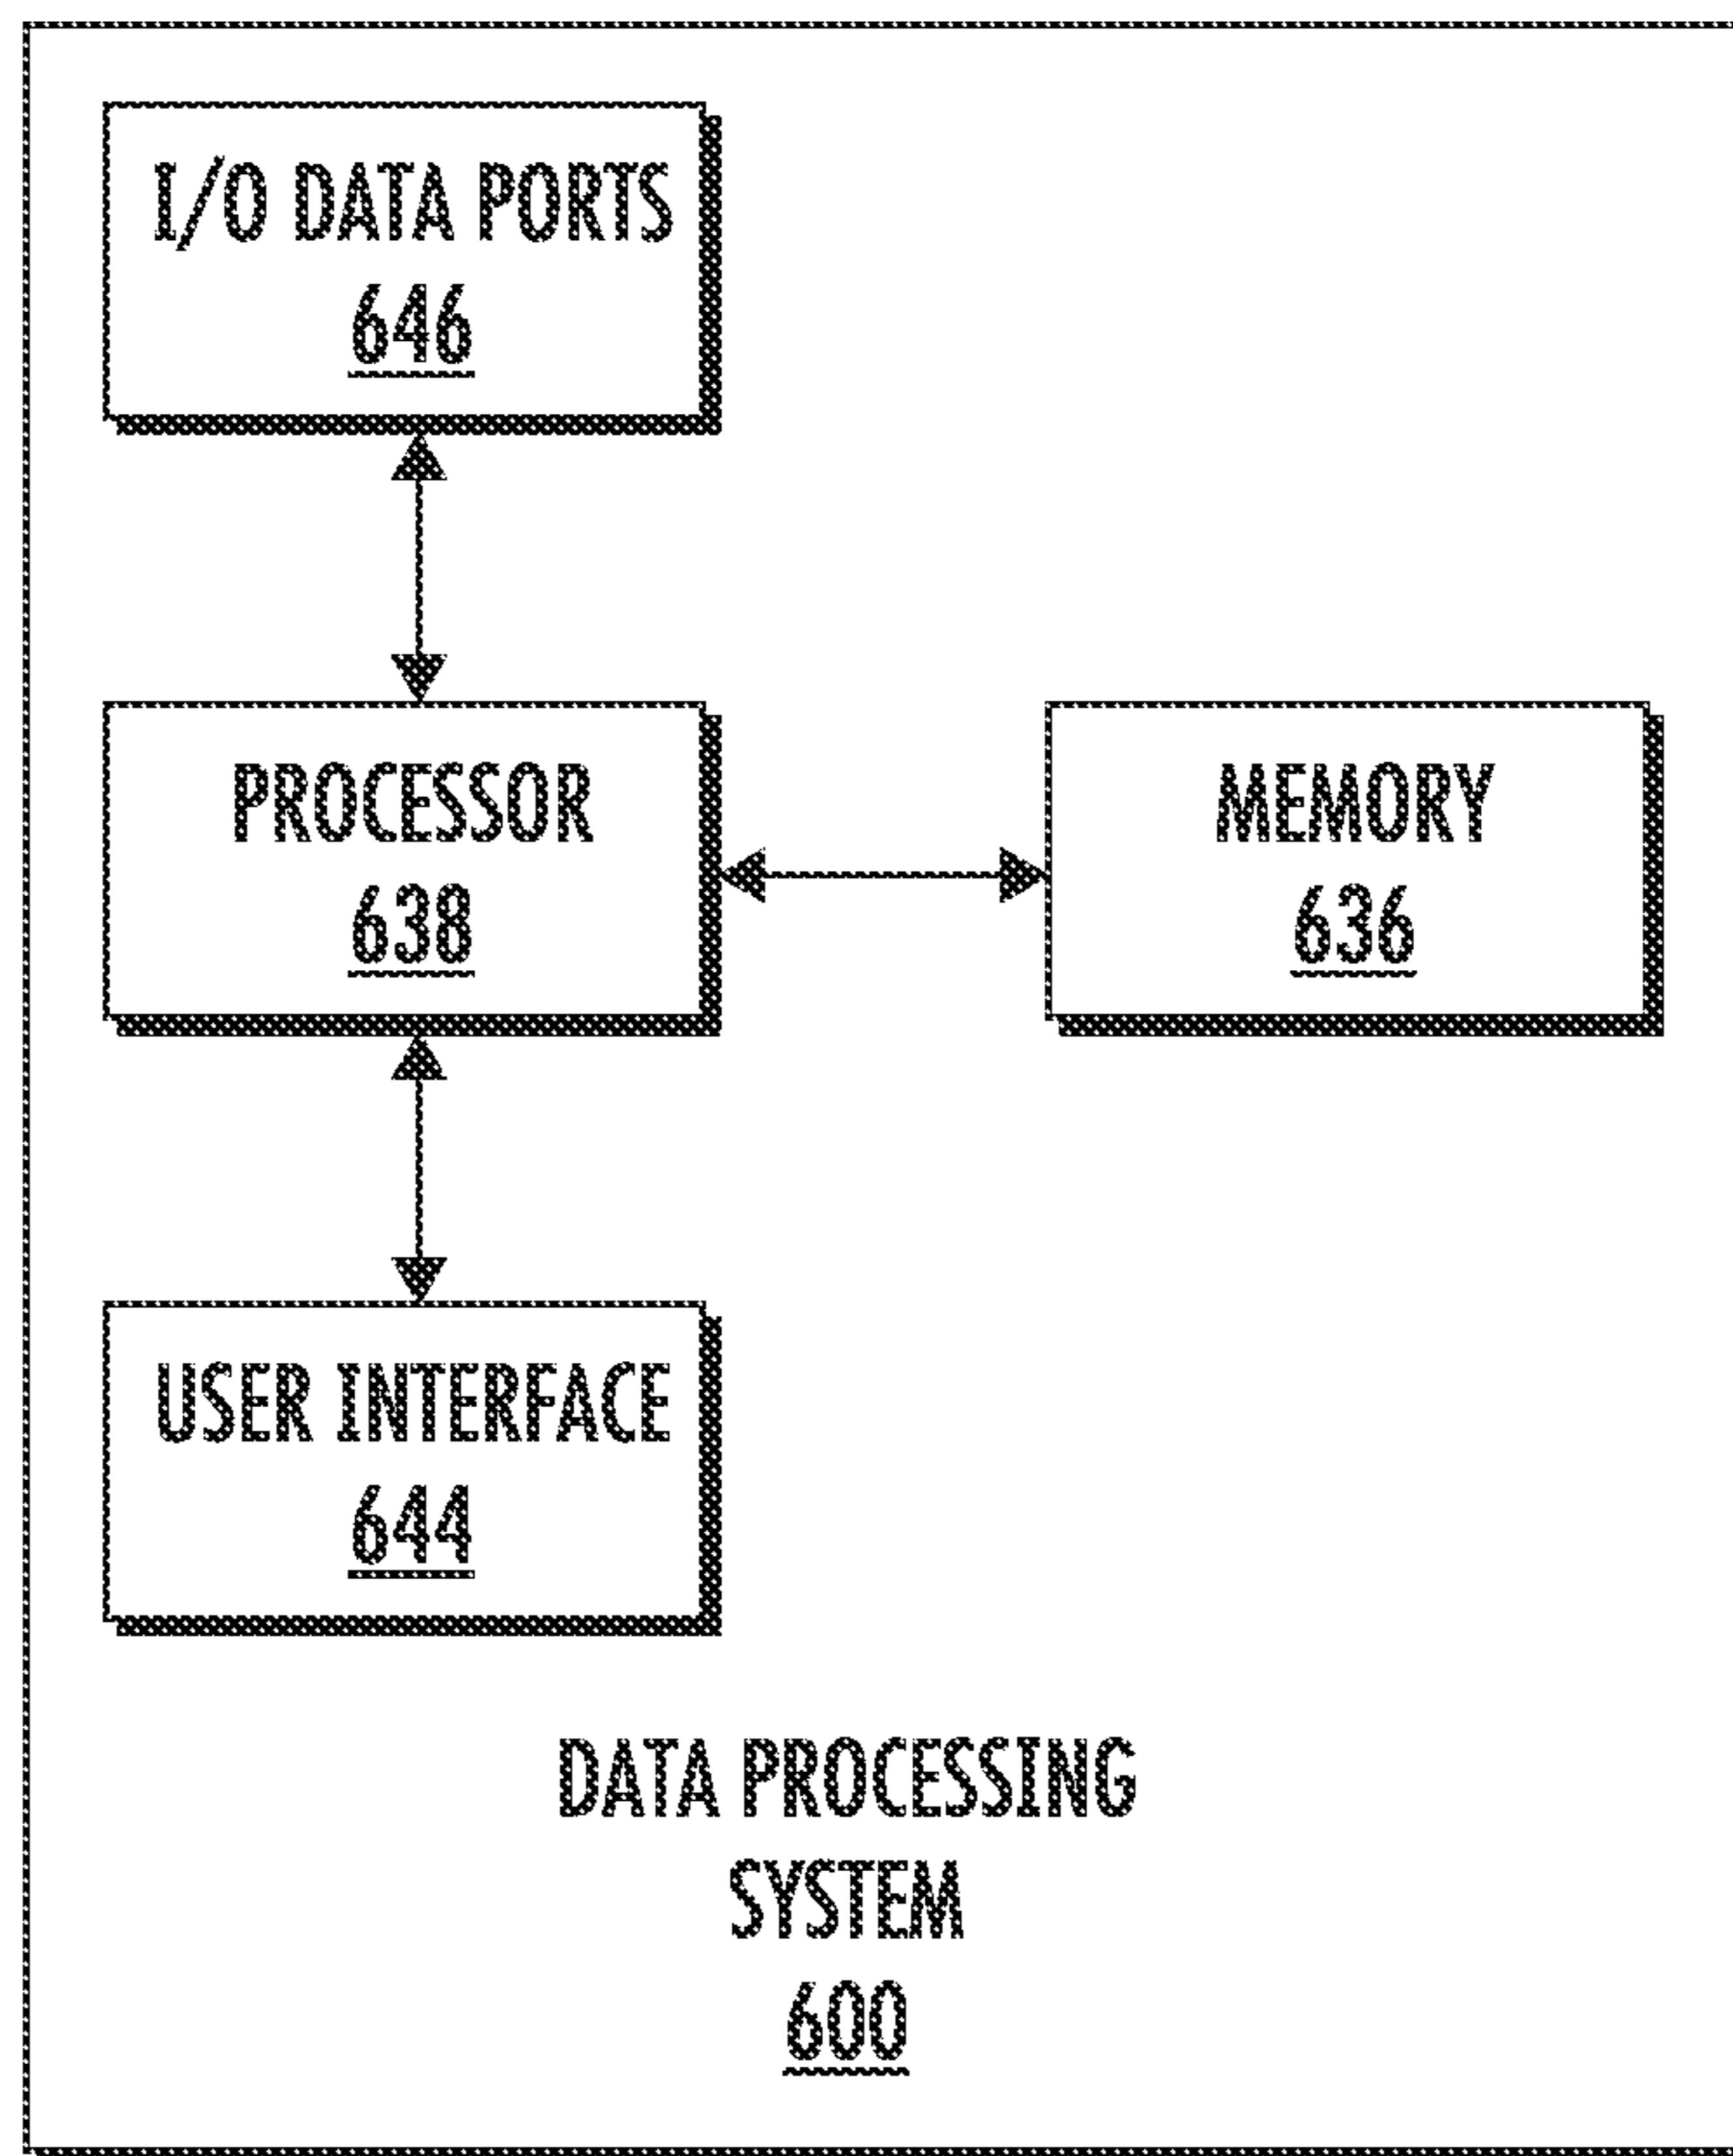 I/O DATA PORTS
646
PROCESSOR
638
MEMORY
636
USER INTERFACE
644
DATA PROCESSING
SYSTEM
600